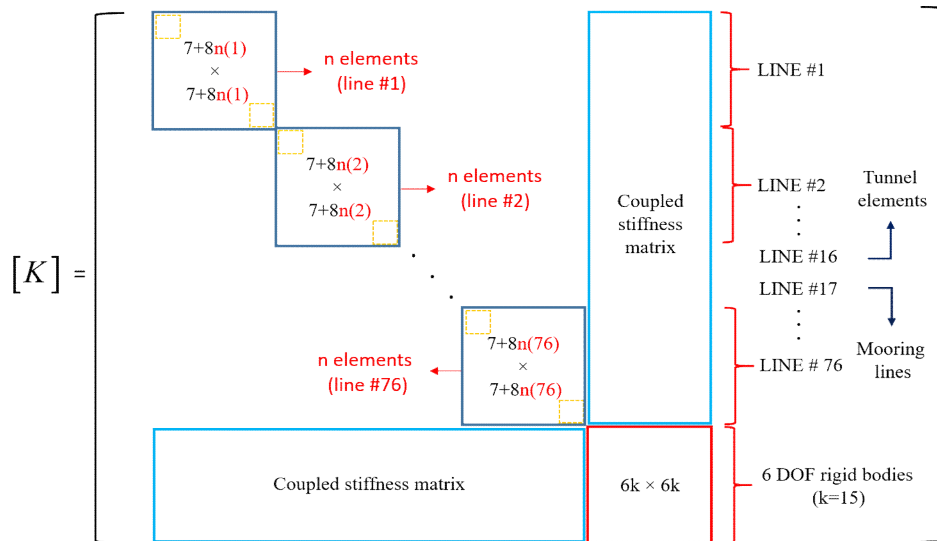 7+8n(1)
×
7+8n(1)
n elements
(line #1)
LINE #1
7+8n(2)
×
7+8n(2)
n elements
(line #2)
Coupled
stiffness
matrix
LINE #2
Tunnel
elements
LINE #16
[K] =
LINE #17
n elements
(line #76)
7+8n(76)
×
7+8n(76)
LINE # 76
Mooring
lines
Coupled stiffness matrix
6k × 6k
6 DOF rigid bodies
(k=15)